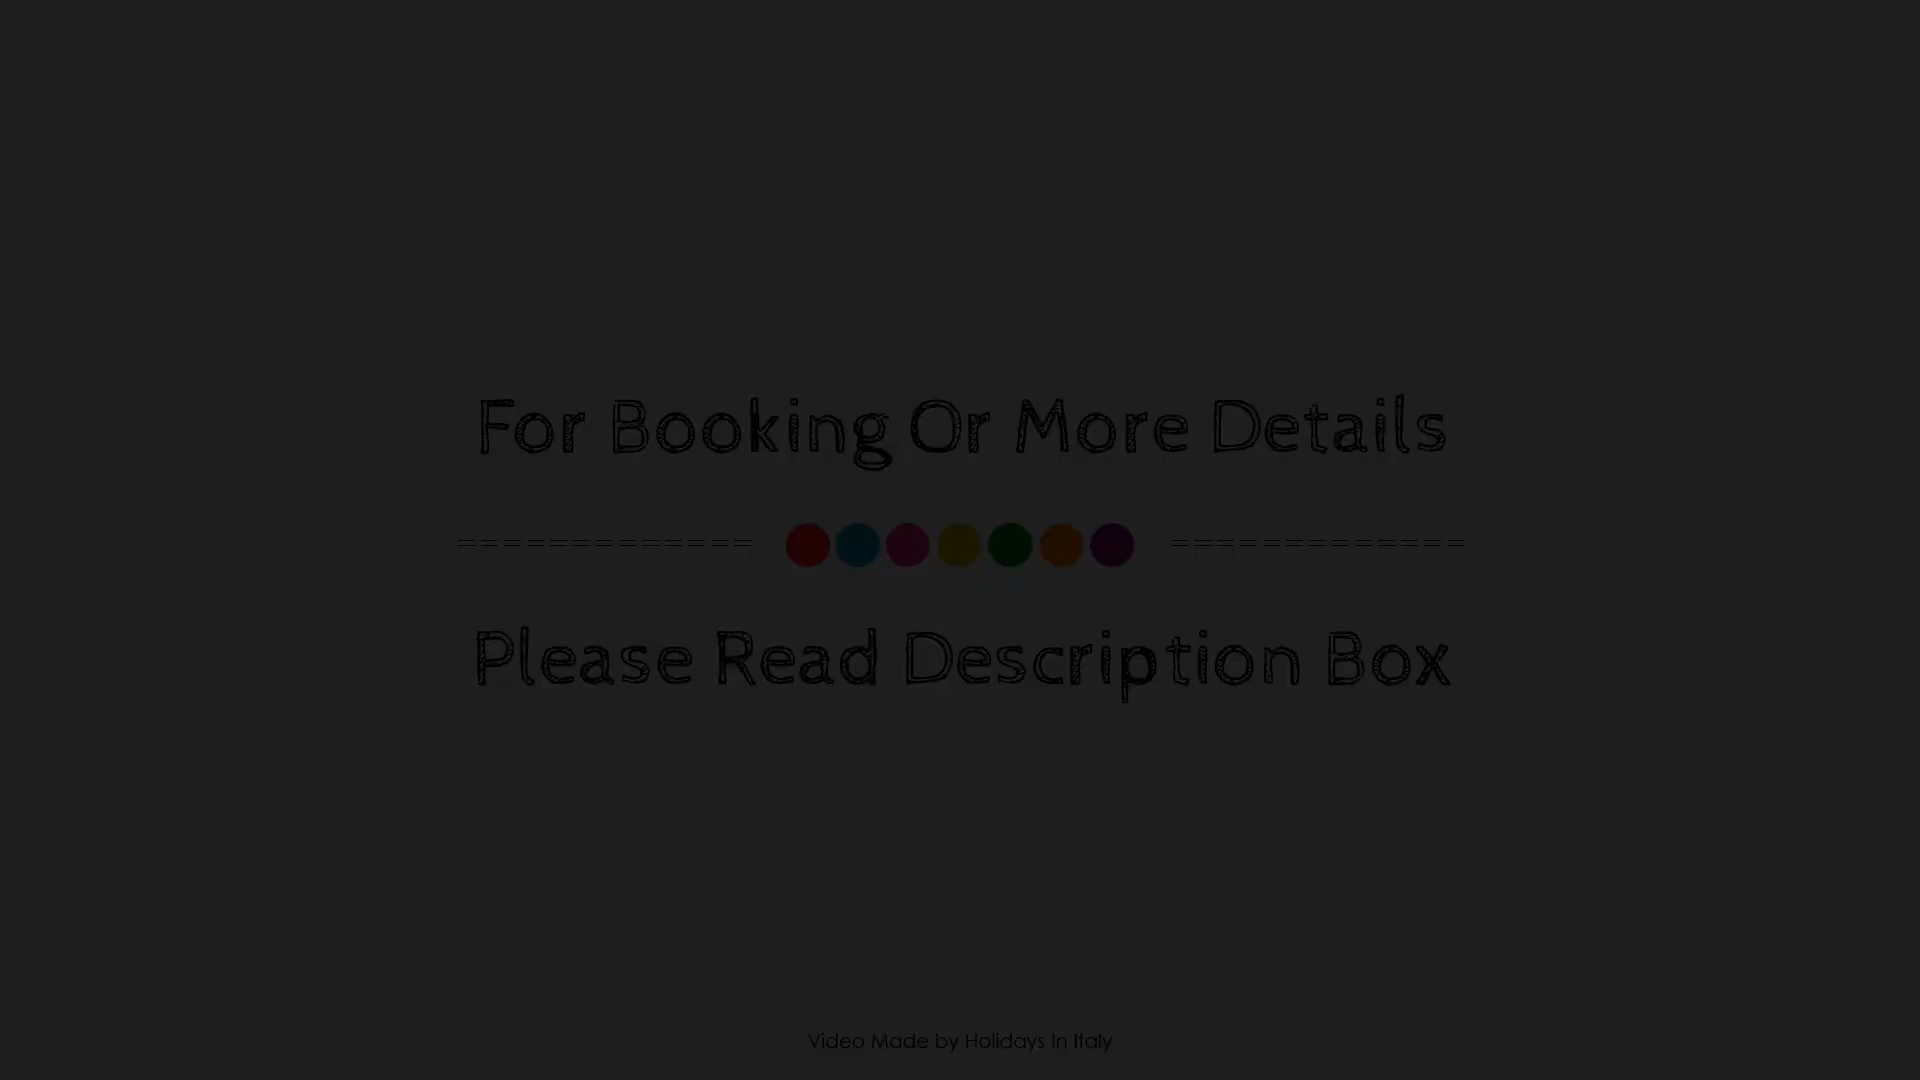 For Booking Or More Details
============= =============
Please Read Description Box
Video Made by Holidays In Italy